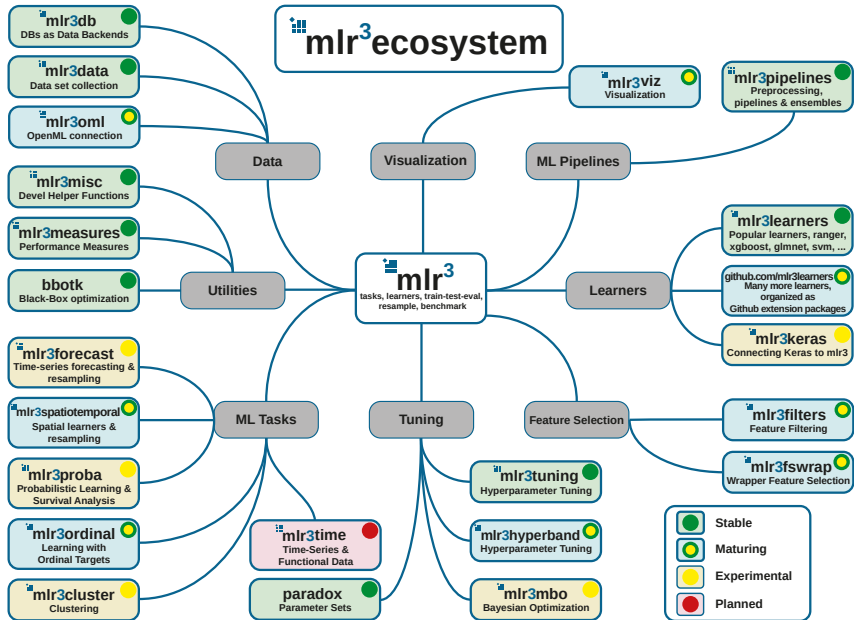 mlr3ecosystem
mlr3db
DBs as Data Backends
mlr3data
Data set collection
mlr3oml
OpenML connection
mlr3misc
Devel Helper Functions
mlr3measures
Performance Measures
bbotk
Black-Box optimization
mlr3forecast
Time-series forecasting &
resampling
mlr3spatiotemporal
Spatial learners &
resampling
mlr3proba
Probabilistic Learning &
Survival Analysis
mlr3ordinal
Learning with
Ordinal Targets
mlr3cluster
Clustering
Data
Utilities
ML Tasks
mlr3time
Time-Series &
Functional Data
paradox
Parameter Sets
Visualization
mlr3viz
Visualization
ML Pipelines
mlr3pipelines
Preprocessing,
pipelines & ensembles
mlr3
tasks, learners, train-test-eval,
resample, benchmark
Learners
mlr3learners
Popular learners, ranger,
xgboost, glmnet, svm, ...
github.com/mlr3learners
Many more learners,
organized as
Github extension packages
mlr3keras
Connecting Keras to mlr3
Tuning
mlr3tuning
Hyperparameter Tuning
mlr3hyperband
Hyperparameter Tuning
mlr3mbo
Bayesian Optimization
Feature Selection
mlr3filters
Feature Filtering
mlr3fswrap
Wrapper Feature Selection
Stable
Maturing
Experimental
Planned